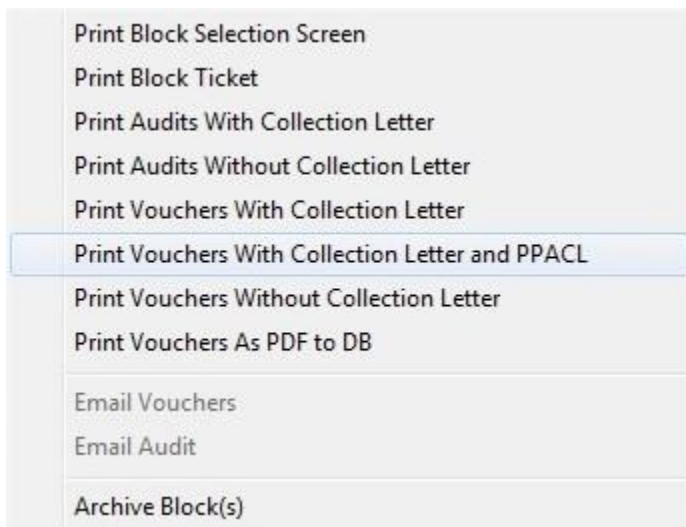 Print Block Selection Screen
Print Block Ticket
Print Audits With Collection Letter
Print Audits Without Collection Letter
Print Vouchers With Collection Letter
Print Vouchers With Collection Letter and PPACL
Print Vouchers Without Collection Letter
Print Vouchers As PDF to DB
Email Vouchers
Email Audit
Archive Block(s)